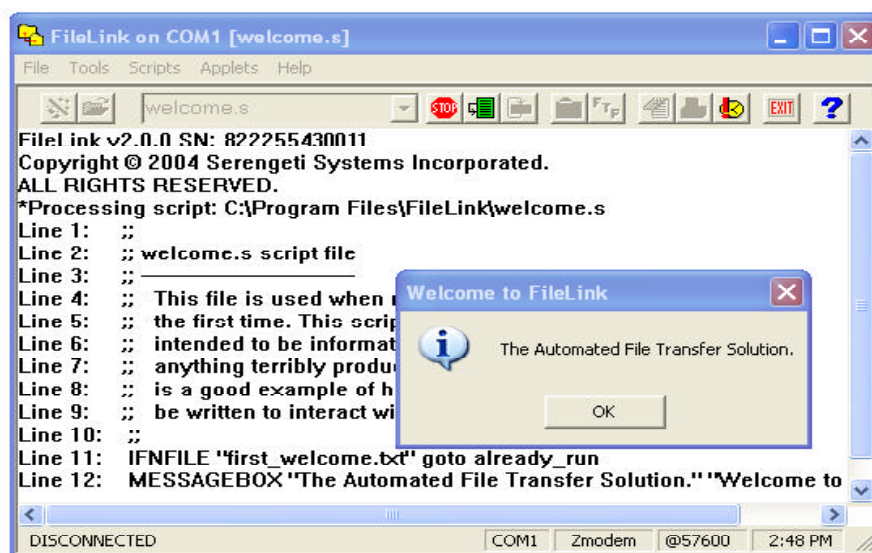 FileLink on COM1 [welcome.s]
File Tools Scripts Applets Help
welcome.s STOP FTP EXIT ?
FileLink v2.0.0 SN: 822255430011
Copyright © 2004 Serengeti Systems Incorporated.
ALL RIGHTS RESERVED.
*Processing script: C:\Program Files\FileLink\welcome.s
Line 1: ;;
Line 2: ;; welcome.s script file
Line 3: ;; ----------------------------
Line 4: ;; This file is used when
Line 5: ;; the first time. This scrip
Line 6: ;; intended to be informat
Line 7: ;; anything terribly produ
Line 8: ;; is a good example of h
Line 9: ;; be written to interact wi
Line 10: ;;
Line 11: IFNFILE "first_welcome.txt" goto already_run
Line 12: MESSAGEBOX "The Automated File Transfer Solution." "Welcome to
Welcome to FileLink
The Automated File Transfer Solution.
OK
DISCONNECTED COM1 Zmodem @57600 2:48 PM